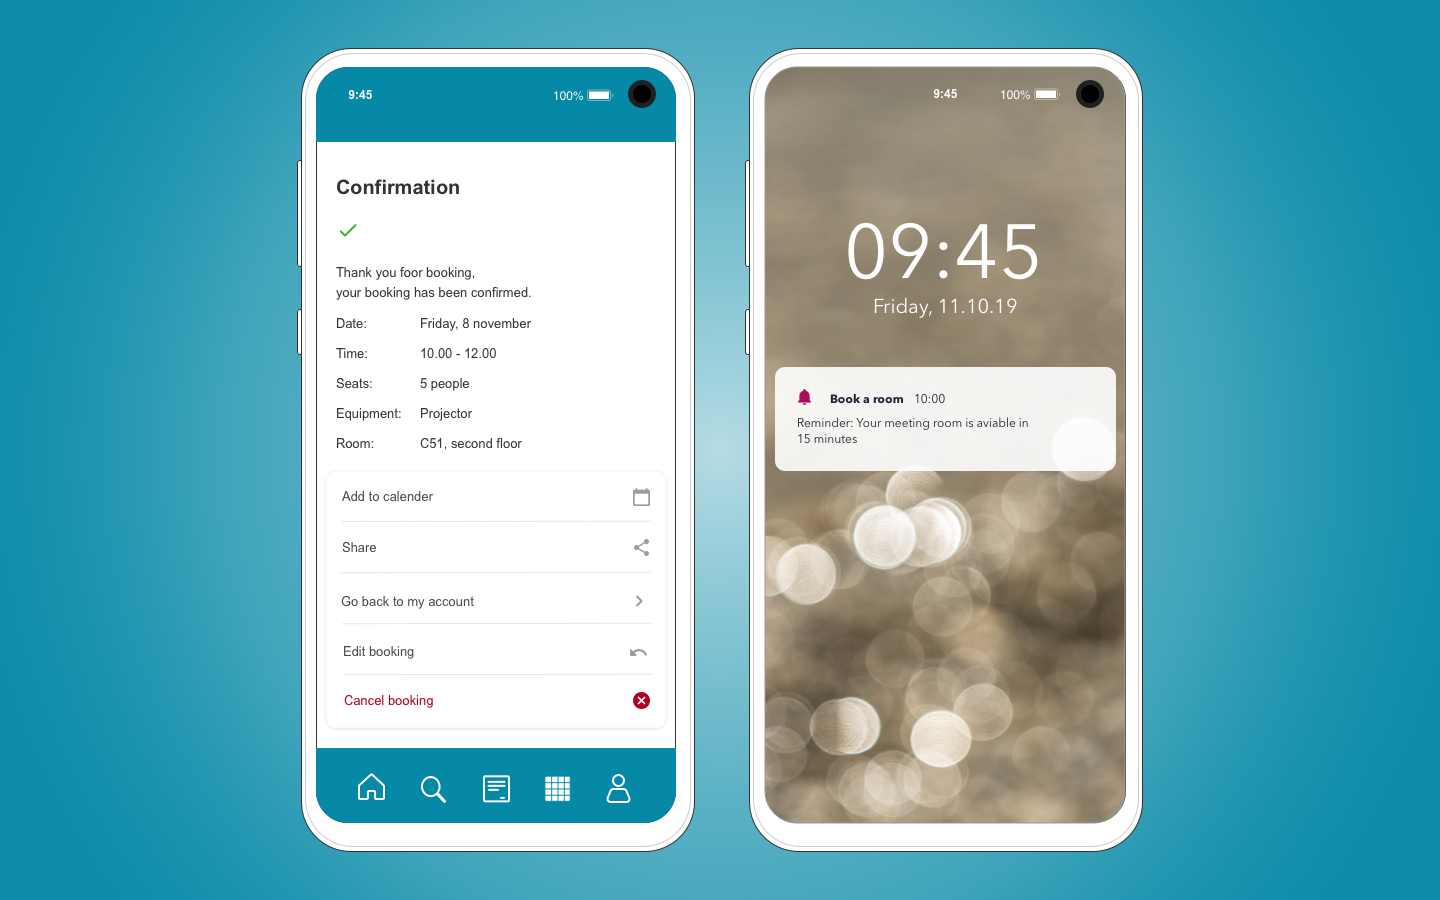 9:45
100%
Confirmation
Thank you foor booking,
your booking has been confirmed.
Date: Friday, 8 november
Time: 10.00 - 12.00
Seats: 5 people
Equipment: Projector
Room: C51, second floor
Add to calender
Share
Go back to my account
Edit booking
Cancel booking
9:45
100%
09:45
Friday, 11.10.19
Book a room 10:00
Reminder: Your meeting room is aviable in
15 minutes